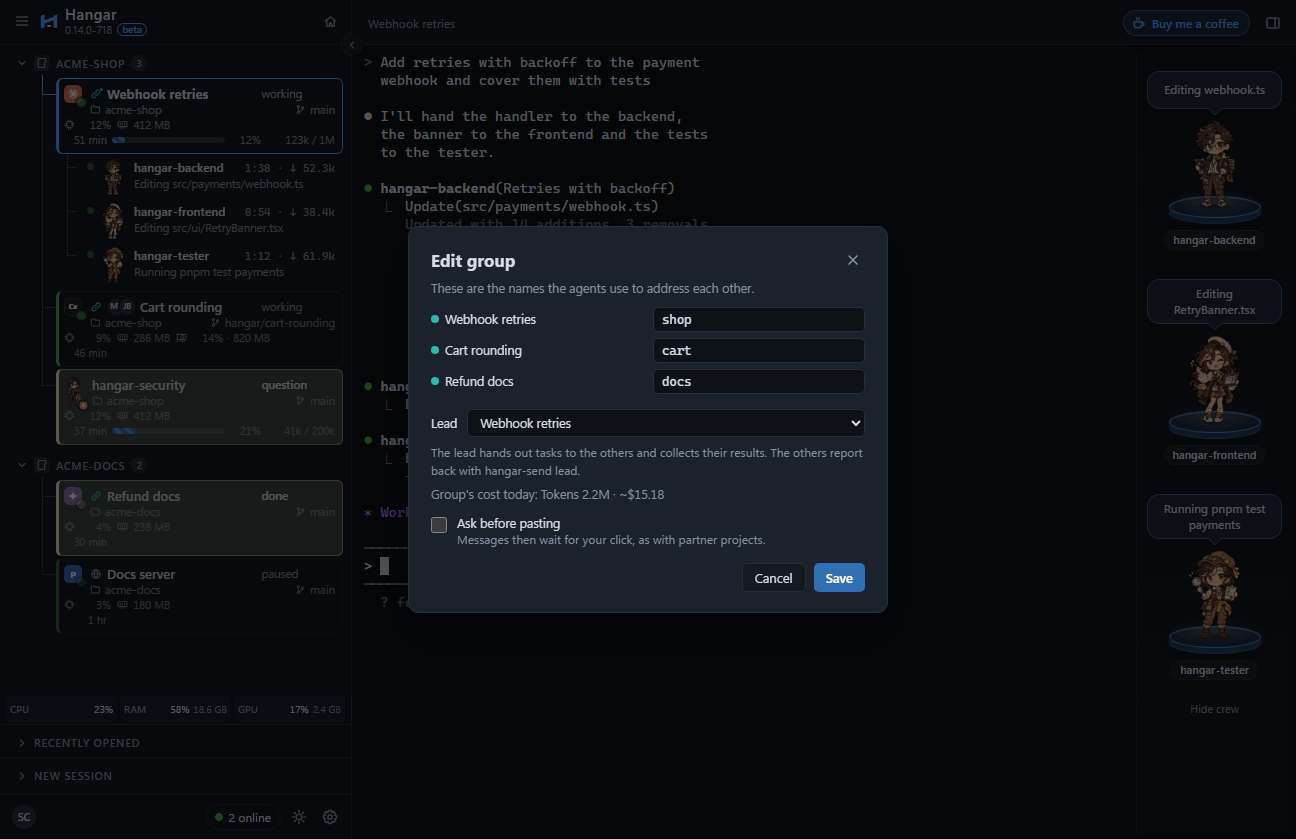 Hangar
0.14.0-718 beta
ACME-SHOP 3
Webhook retries working
acme-shop main
12% 412 MB
51 min 12% 123k / 1M
hangar-backend 1:38 · ↓ 52.3k
Editing src/payments/webhook.ts
hangar-frontend 0:54 · ↓ 38.4k
Editing src/ui/RetryBanner.tsx
hangar-tester 1:12 · ↓ 61.9k
Running pnpm test payments
Cx M JB Cart rounding working
acme-shop hangar/cart-rounding
9% 286 MB 14% · 820 MB
46 min
hangar-security question
acme-shop main
12% 412 MB
37 min 21% 41k / 200k
ACME-DOCS 2
Refund docs done
acme-docs main
4% 238 MB
30 min
P Docs server paused
acme-docs main
3% 180 MB
1 hr
CPU 23% RAM 58% 18.6 GB GPU 17% 2.4 GB
RECENTLY OPENED
NEW SESSION
SC 2 online
Webhook retries
Buy me a coffee
> Add retries with backoff to the payment
webhook and cover them with tests
● I'll hand the handler to the backend,
the banner to the frontend and the tests
to the tester.
● hangar-backend(Retries with backoff)
Update(src/payments/webhook.ts)
Updated with 14 additions, 3 removals
Edit group
These are the names the agents use to address each other.
Webhook retries shop
Cart rounding cart
Refund docs docs
Lead Webhook retries
The lead hands out tasks to the others and collects their results. The others report
back with hangar-send lead.
Group's cost today: Tokens 2.2M · ~$15.18
Ask before pasting
Messages then wait for your click, as with partner projects.
Cancel Save
>
?
Editing webhook.ts
hangar-backend
Editing
RetryBanner.tsx
hangar-frontend
Running pnpm test
payments
hangar-tester
Hide crew